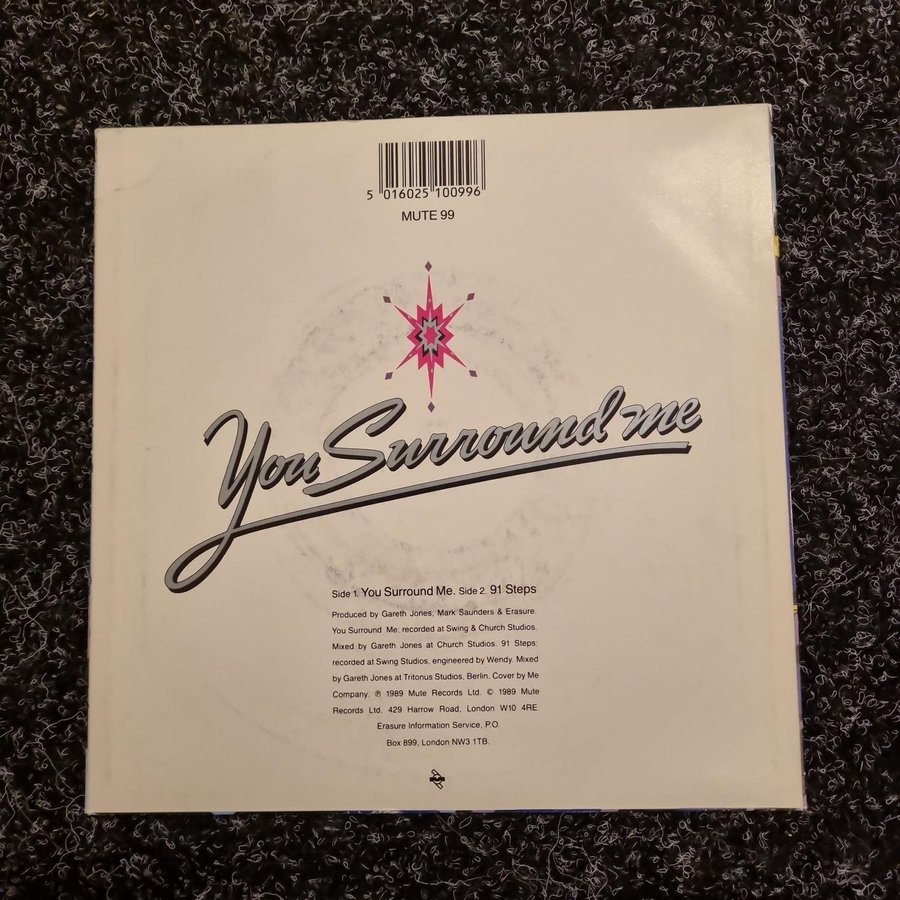 5 016025 100996
MUTE 99
You Surround me
Side 1. You Surround Me. Side 2. 91 Steps
Produced by Gareth Jones, Mark Saunders & Erasure.
You Surround Me; recorded at Swing & Church Studios.
Mixed by Gareth Jones at Church Studios. 91 Steps:
recorded at Swing Studios, engineered by Wendy. Mixed
by Gareth Jones at Tritonus Studios, Berlin. Cover by Me
Company. ℗ 1989 Mute Records Ltd. © 1989 Mute
Records Ltd, 429 Harrow Road, London W10 4RE.
Erasure Information Service, P.O.
Box 899, London NW3 1TB.